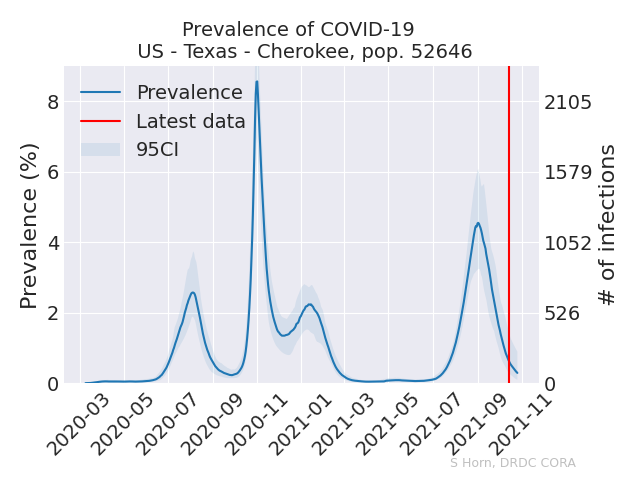 Prevalence of COVID-19
US - Texas - Cherokee, pop. 52646
Prevalence
Latest data
95CI
Prevalence (%)
8
6
4
2
0
2105
1579
1052
526
0
# of infections
2020-03
2020-05
2020-07
2020-09
2020-11
2021-01
2021-03
2021-05
2021-07
2021-09
2021-11
S Horn, DRDC CORA